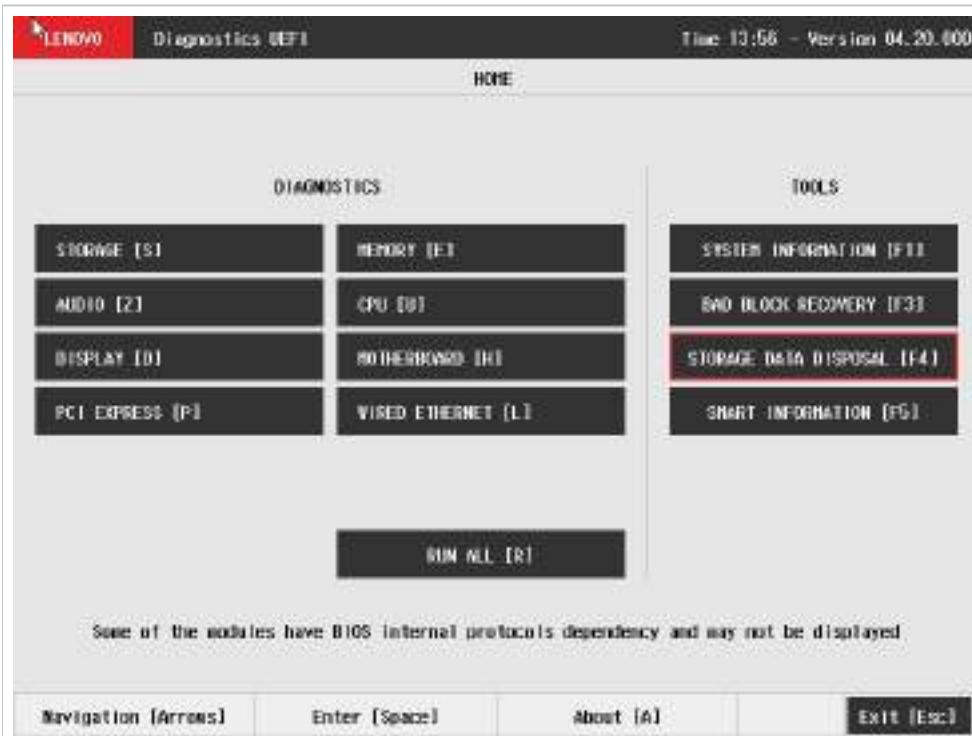 LENOVO Diagnostics UEFI Time 13:56 - Version 04.20.000
HOME
DIAGNOSTICS
TOOLS
STORAGE [S]
MEMORY [E]
SYSTEM INFORMATION [F1]
AUDIO [Z]
CPU [U]
BAD BLOCK RECOVERY [F3]
DISPLAY [D]
MOTHERBOARD [H]
STORAGE DATA DISPOSAL [F4]
PCI EXPRESS [P]
WIRED ETHERNET [L]
SMART INFORMATION [F5]
RUN ALL [R]
Some of the modules have BIOS internal protocols dependency and may not be displayed
Navigation [Arrows] Enter [Space] About [A] Exit [Esc]